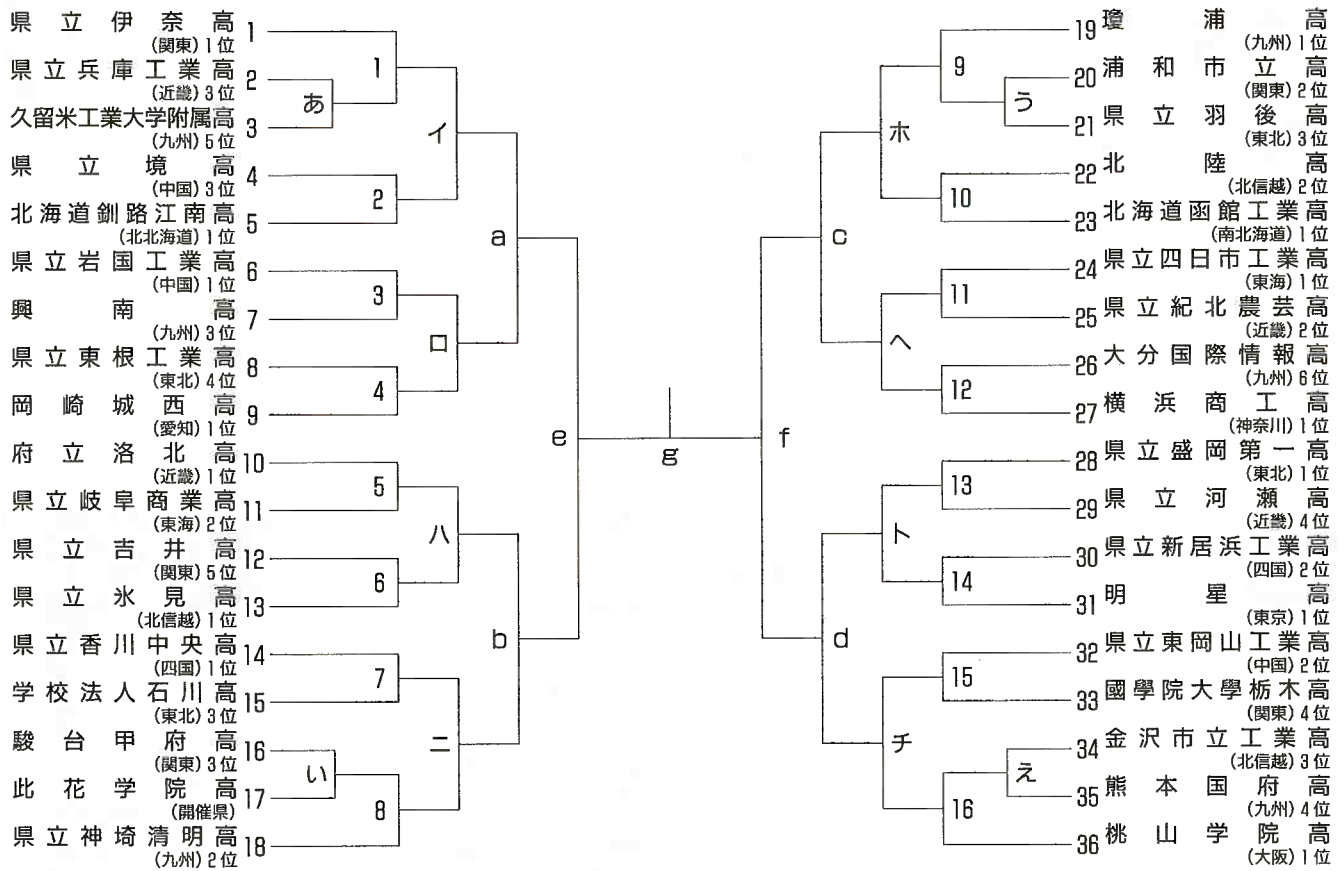 県立伊奈高 1
(関東)1位
県立兵庫工業高 2
(近畿)3位
久留米工業大学附属高 3
(九州)5位
県立境高 4
(中国)3位
北海道釧路江南高 5
(北北海道)1位
県立岩国工業高 6
(中国)1位
興南高 7
(九州)3位
県立東根工業高 8
(東北)4位
岡崎城西高 9
(愛知)1位
府立洛北高 10
(近畿)1位
県立岐阜商業高 11
(東海)2位
県立吉井高 12
(関東)5位
県立氷見高 13
(北信越)1位
県立香川中央高 14
(四国)1位
学校法人石川高 15
(東北)3位
駿台甲府高 16
(関東)3位
此花学院高 17
(開催県)
県立神埼清明高 18
(九州)2位
あ
い
1
2
3
4
5
6
7
8
イ
ロ
ハ
ニ
a
b
e
g
f
c
d
ホ
ヘ
ト
チ
9
10
11
12
13
14
15
16
う
え
19 瓊浦高
(九州)1位
20 浦和市立高
(関東)2位
21 県立羽後高
(東北)3位
22 北陸高
(北信越)2位
23 北海道函館工業高
(南北海道)1位
24 県立四日市工業高
(東海)1位
25 県立紀北農芸高
(近畿)2位
26 大分国際情報高
(九州)6位
27 横浜商工高
(神奈川)1位
28 県立盛岡第一高
(東北)1位
29 県立河瀬高
(近畿)4位
30 県立新居浜工業高
(四国)2位
31 明星高
(東京)1位
32 県立東岡山工業高
(中国)2位
33 國學院大學栃木高
(関東)4位
34 金沢市立工業高
(北信越)3位
35 熊本国府高
(九州)4位
36 桃山学院高
(大阪)1位